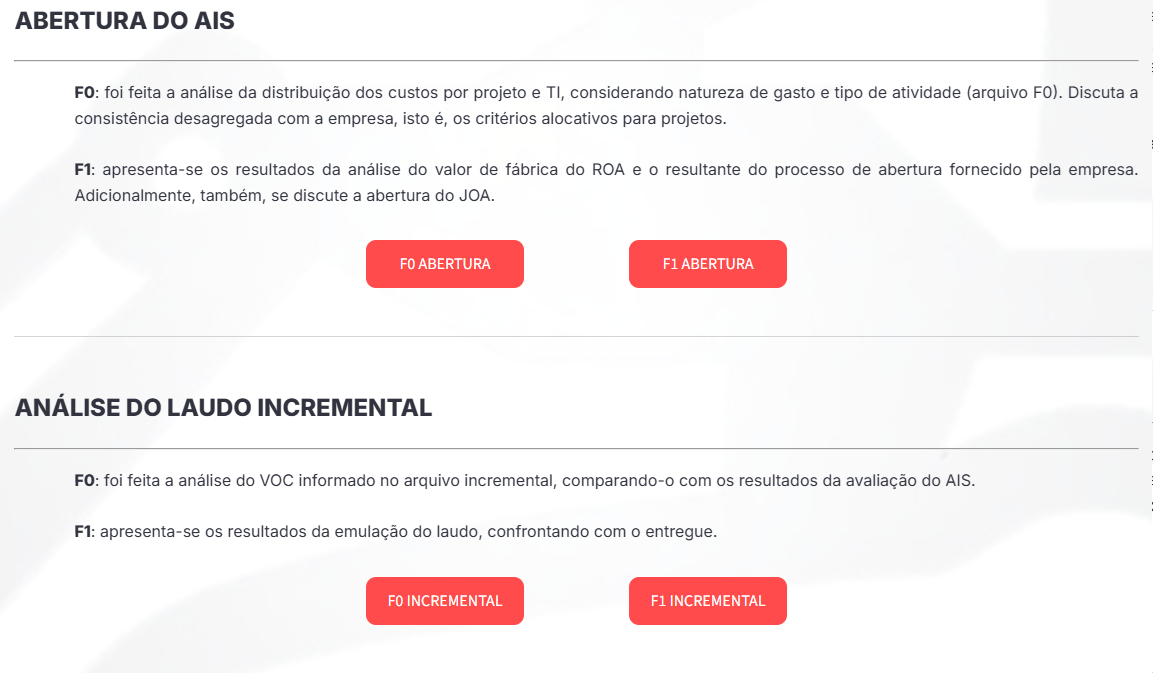 ABERTURA DO AIS
F0: foi feita a análise da distribuição dos custos por projeto e TI, considerando natureza de gasto e tipo de atividade (arquivo F0). Discuta a
consistência desagregada com a empresa, isto é, os critérios alocativos para projetos.
F1: apresenta-se os resultados da análise do valor de fábrica do ROA e o resultante do processo de abertura fornecido pela empresa.
Adicionalmente, também, se discute a abertura do JOA.
F0 ABERTURA
F1 ABERTURA
ANÁLISE DO LAUDO INCREMENTAL
F0: foi feita a análise do VOC informado no arquivo incremental, comparando-o com os resultados da avaliação do AIS.
F1: apresenta-se os resultados da emulação do laudo, confrontando com o entregue.
F0 INCREMENTAL
F1 INCREMENTAL